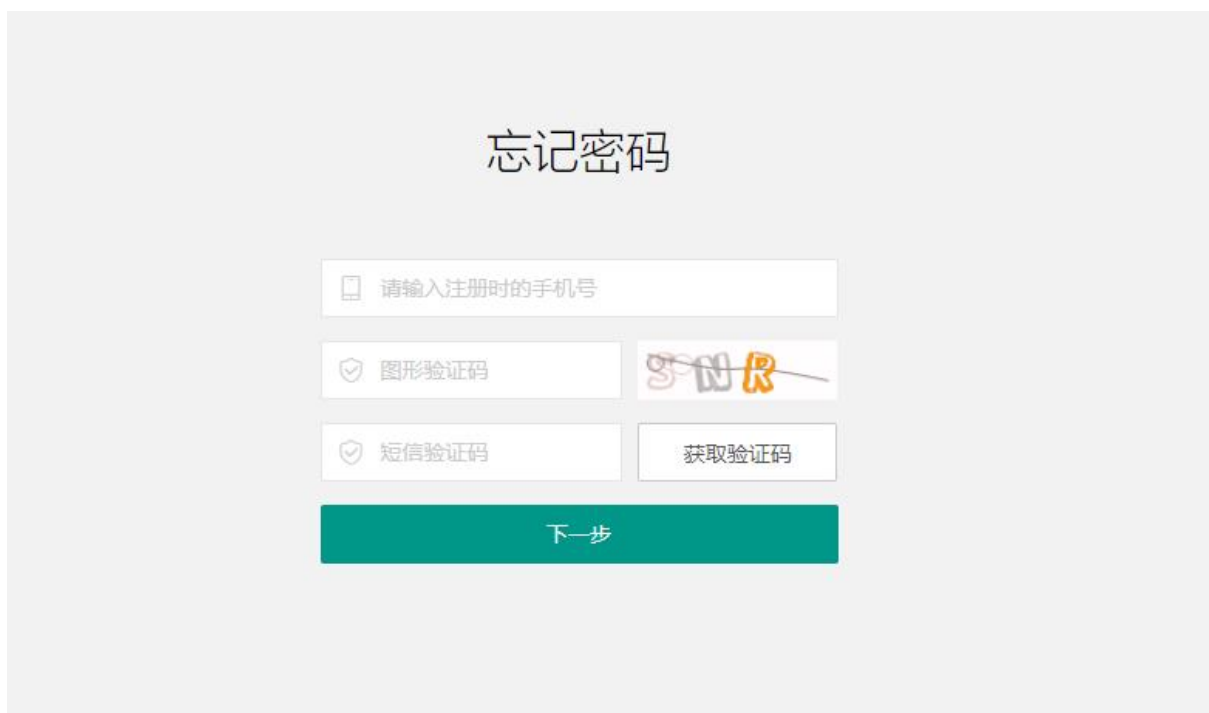 忘记密码
请输入注册时的手机号
图形验证码
短信验证码 获取验证码
下一步